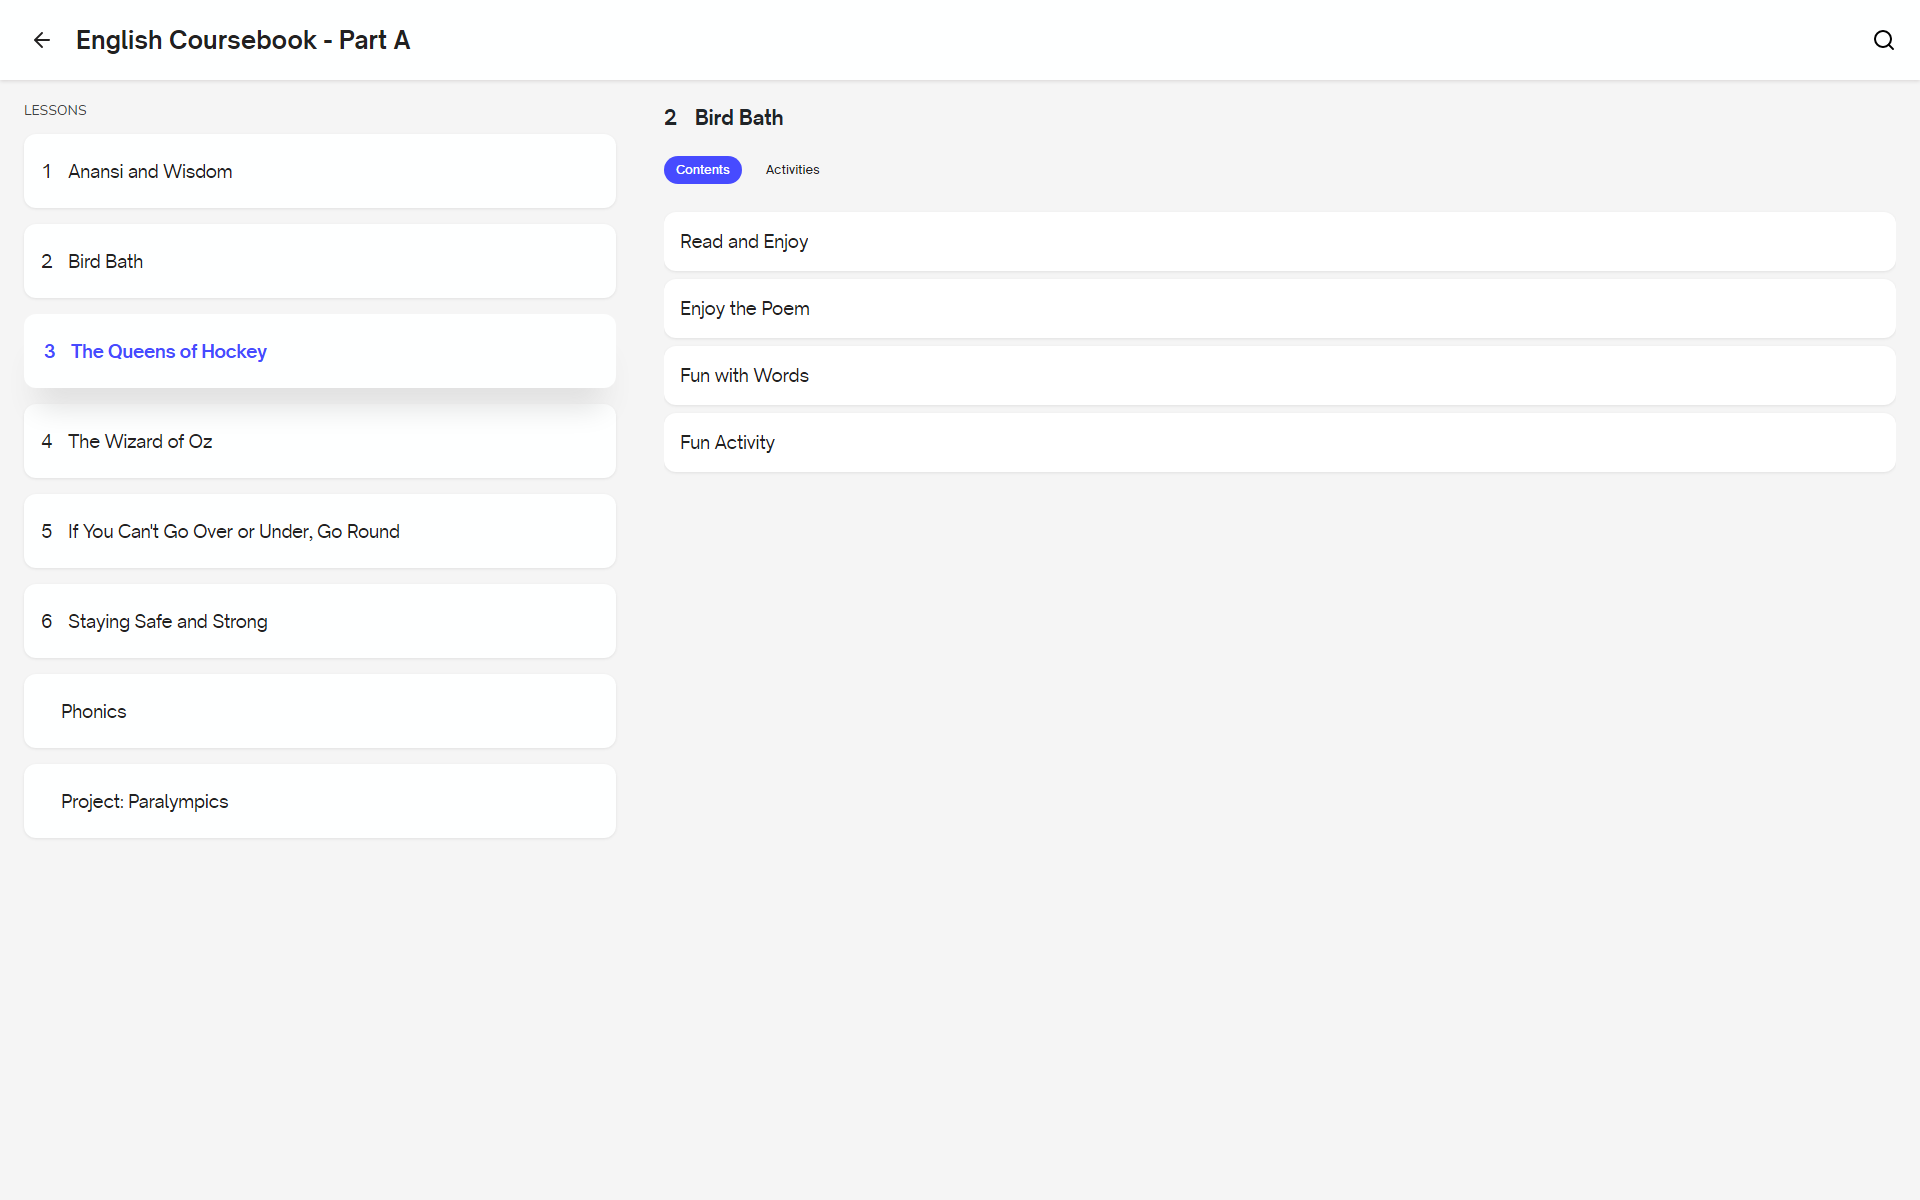 English Coursebook - Part A
LESSONS
1 Anansi and Wisdom
2 Bird Bath
3 The Queens of Hockey
4 The Wizard of Oz
5 If You Can't Go Over or Under, Go Round
6 Staying Safe and Strong
Phonics
Project: Paralympics
2 Bird Bath
Contents Activities
Read and Enjoy
Enjoy the Poem
Fun with Words
Fun Activity